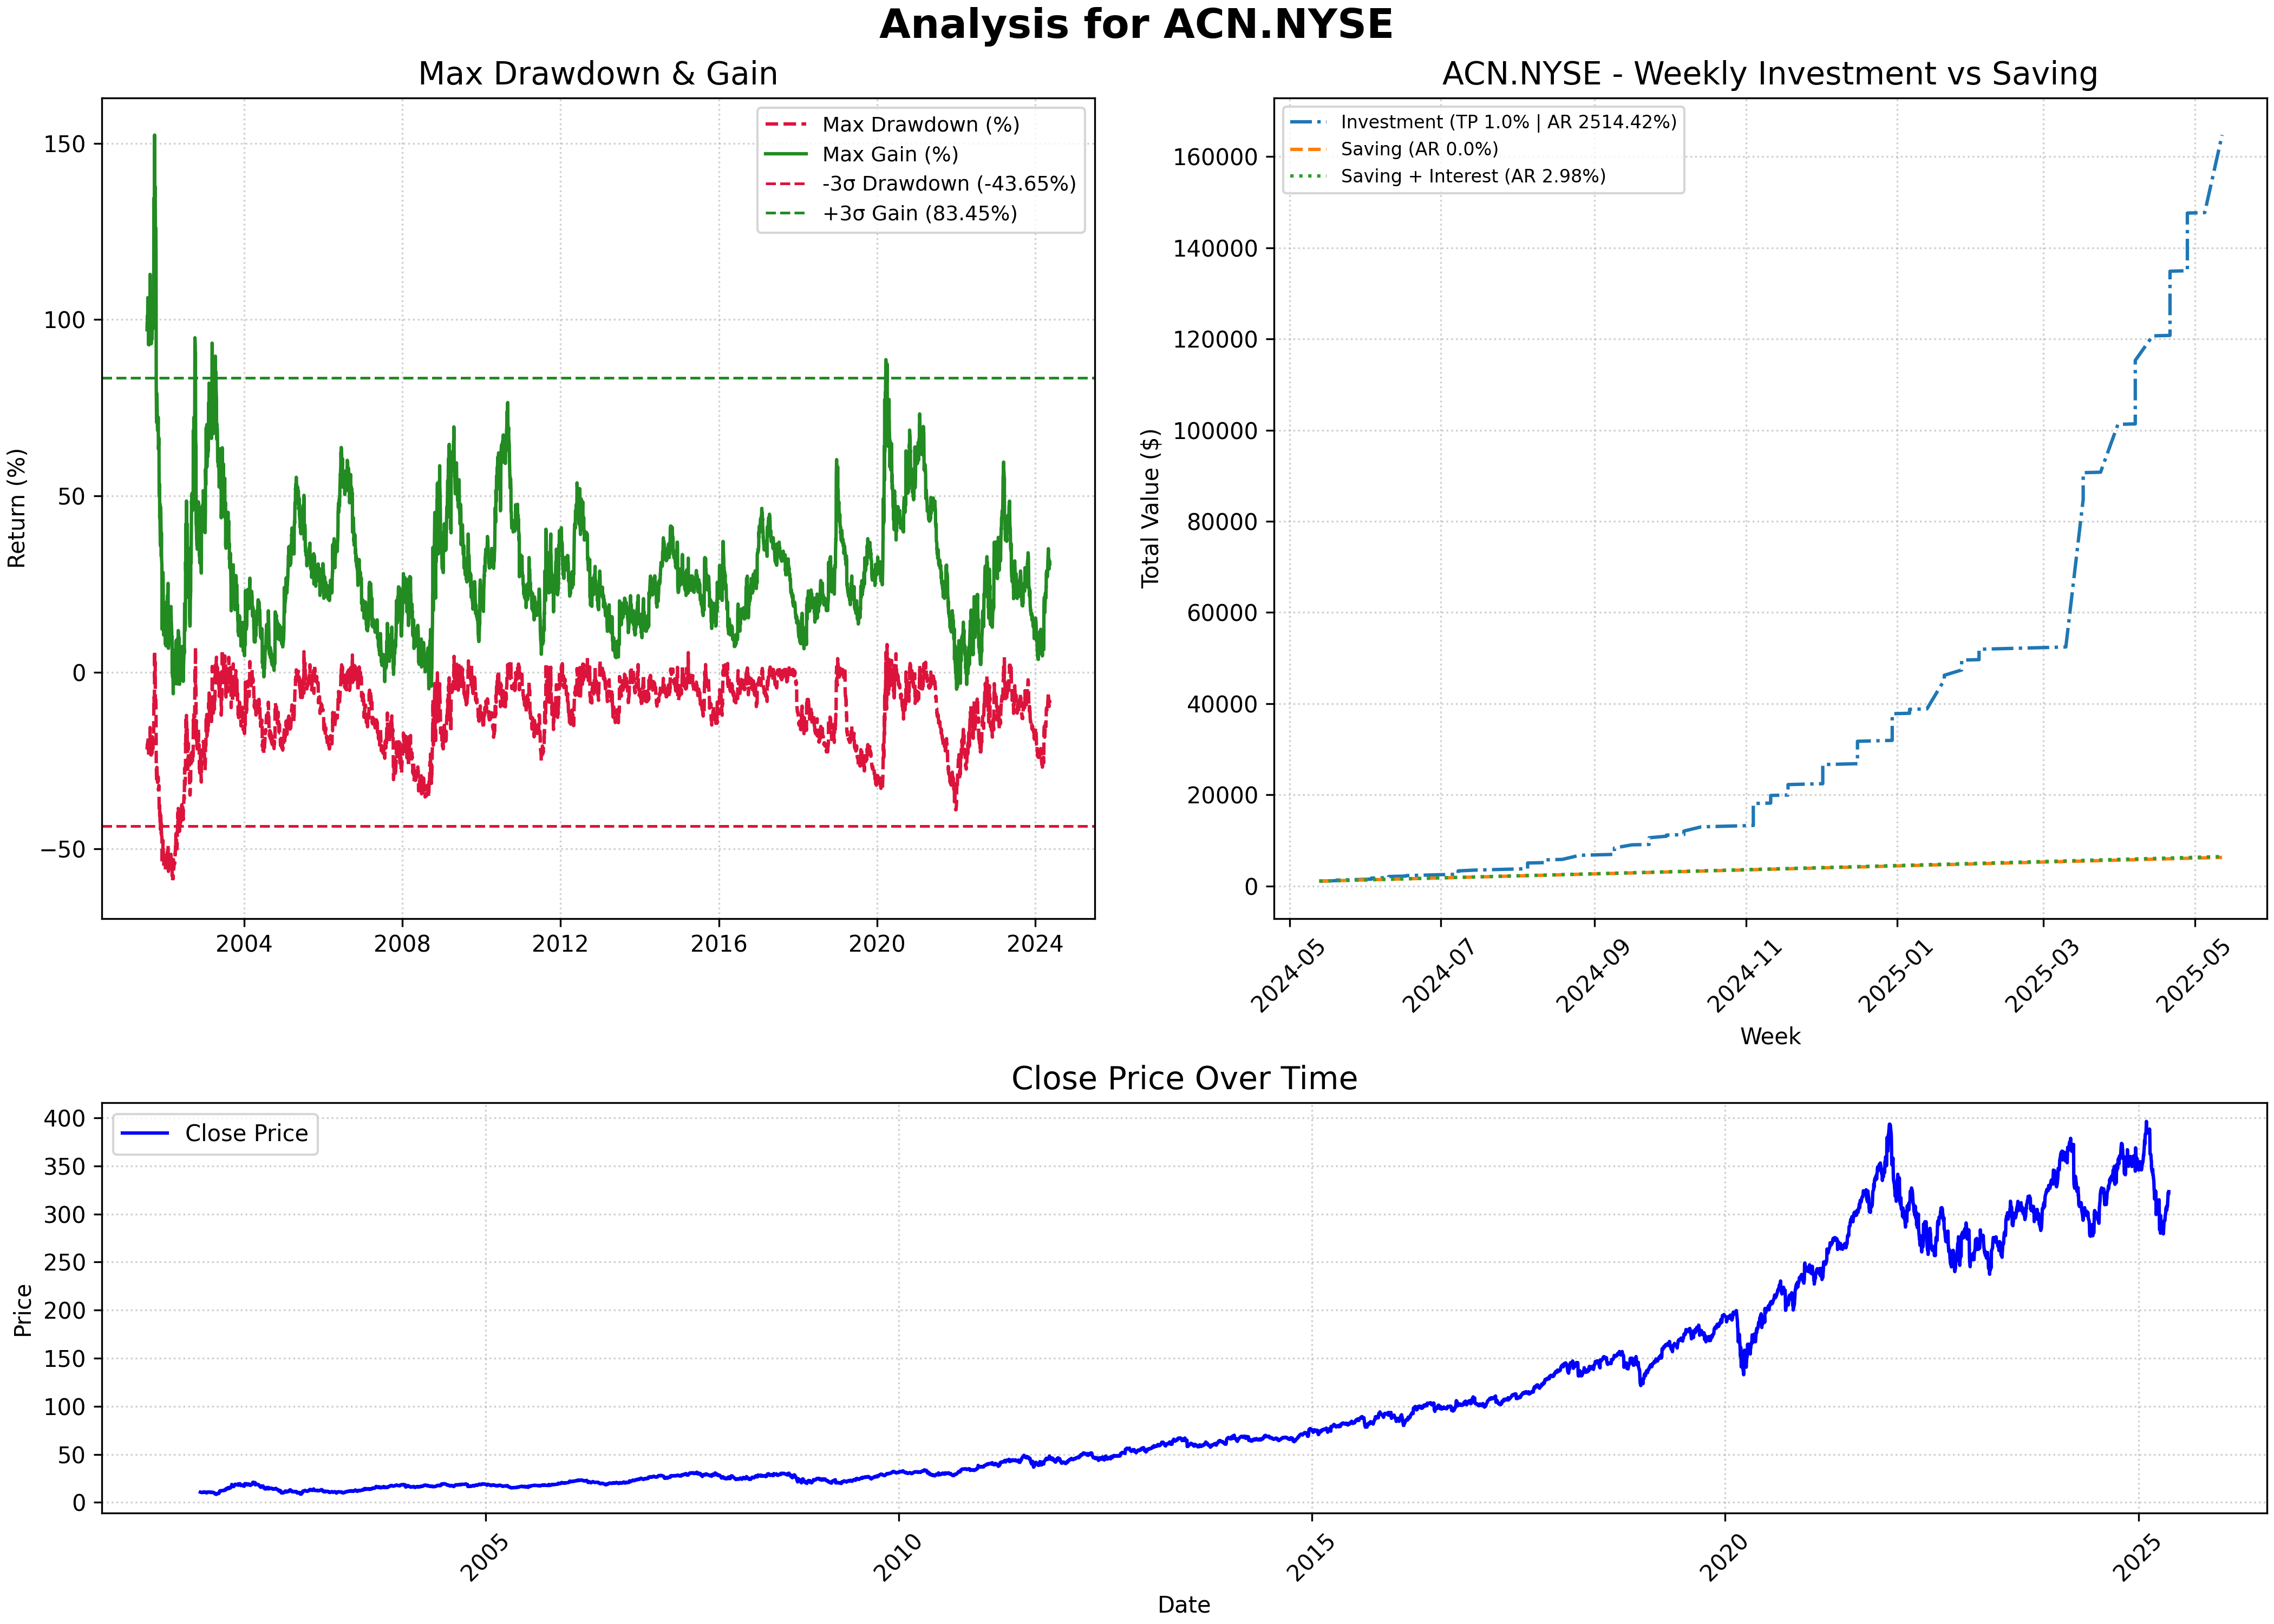 Analysis for ACN.NYSE
Max Drawdown & Gain
Return (%)
150
100
50
0
−50
2004
2008
2012
2016
2020
2024
Max Drawdown (%)
Max Gain (%)
-3σ Drawdown (-43.65%)
+3σ Gain (83.45%)
ACN.NYSE - Weekly Investment vs Saving
Total Value ($)
160000
140000
120000
100000
80000
60000
40000
20000
0
2024-05
2024-07
2024-09
2024-11
2025-01
2025-03
2025-05
Week
Investment (TP 1.0% | AR 2514.42%)
Saving (AR 0.0%)
Saving + Interest (AR 2.98%)
Close Price Over Time
Price
400
350
300
250
200
150
100
50
0
2005
2010
2015
2020
2025
Date
Close Price